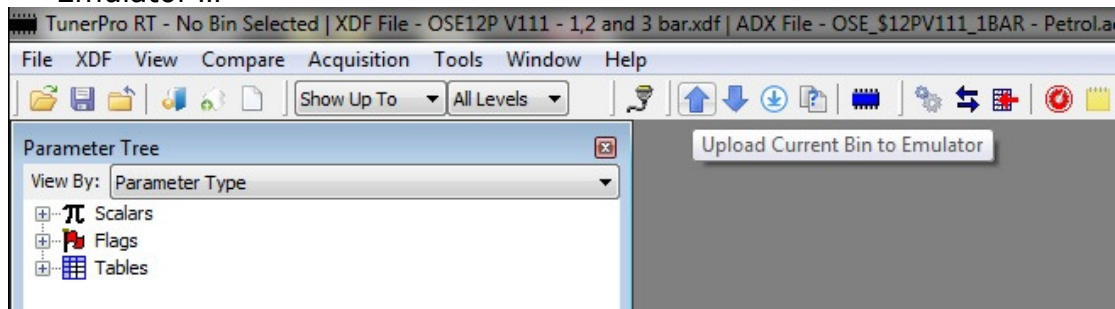 TunerPro RT - No Bin Selected | XDF File - OSE12P V111 - 1,2 and 3 bar.xdf | ADX File - OSE_$12PV111_1BAR - Petrol.a
File XDF View Compare Acquisition Tools Window Help
Show Up To All Levels
Upload Current Bin to Emulator
Parameter Tree
View By: Parameter Type
Scalars
Flags
Tables